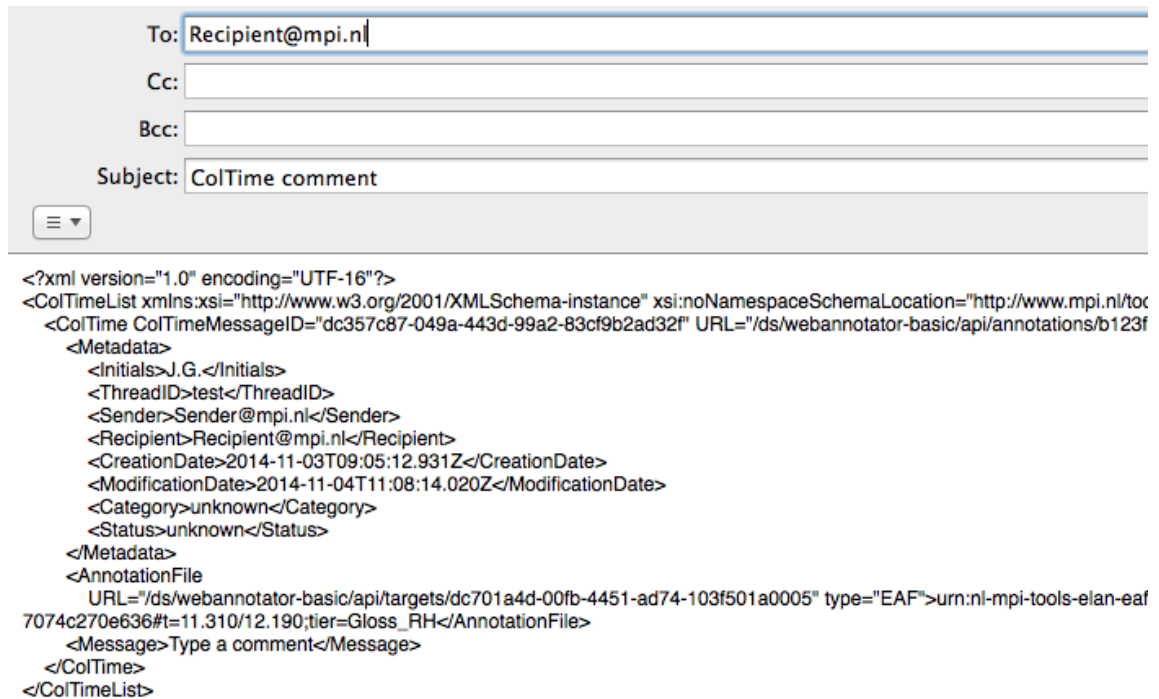 To: Recipient@mpi.nl
Cc:
Bcc:
Subject: ColTime comment
<?xml version="1.0" encoding="UTF-16"?>
<ColTimeList xmlns:xsi="http://www.w3.org/2001/XMLSchema-instance" xsi:noNamespaceSchemaLocation="http://www.mpi.nl/too
<ColTime ColTimeMessageID="dc357c87-049a-443d-99a2-83cf9b2ad32f" URL="/ds/webannotator-basic/api/annotations/b123f
<Metadata>
<Initials>J.G.</Initials>
<ThreadID>test</ThreadID>
<Sender>Sender@mpi.nl</Sender>
<Recipient>Recipient@mpi.nl</Recipient>
<CreationDate>2014-11-03T09:05:12.931Z</CreationDate>
<ModificationDate>2014-11-04T11:08:14.020Z</ModificationDate>
<Category>unknown</Category>
<Status>unknown</Status>
</Metadata>
<AnnotationFile
URL="/ds/webannotator-basic/api/targets/dc701a4d-00fb-4451-ad74-103f501a0005" type="EAF">urn:nl-mpi-tools-elan-eaf
7074c270e636#t=11.310/12.190;tier=Gloss_RH</AnnotationFile>
<Message>Type a comment</Message>
</ColTime>
</ColTimeList>